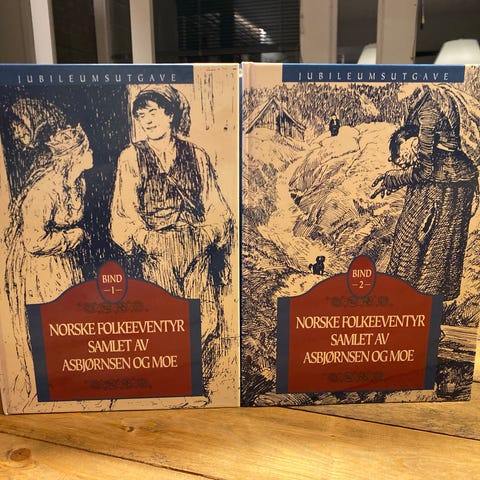 JUBILEUMSUTGAVE
BIND
—1—
NORSKE FOLKEEVENTYR
SAMLET AV
ASBJØRNSEN OG MOE
JUBILEUMSUTGAVE
BIND
—2—
NORSKE FOLKEEVENTYR
SAMLET AV
ASBJØRNSEN OG MOE